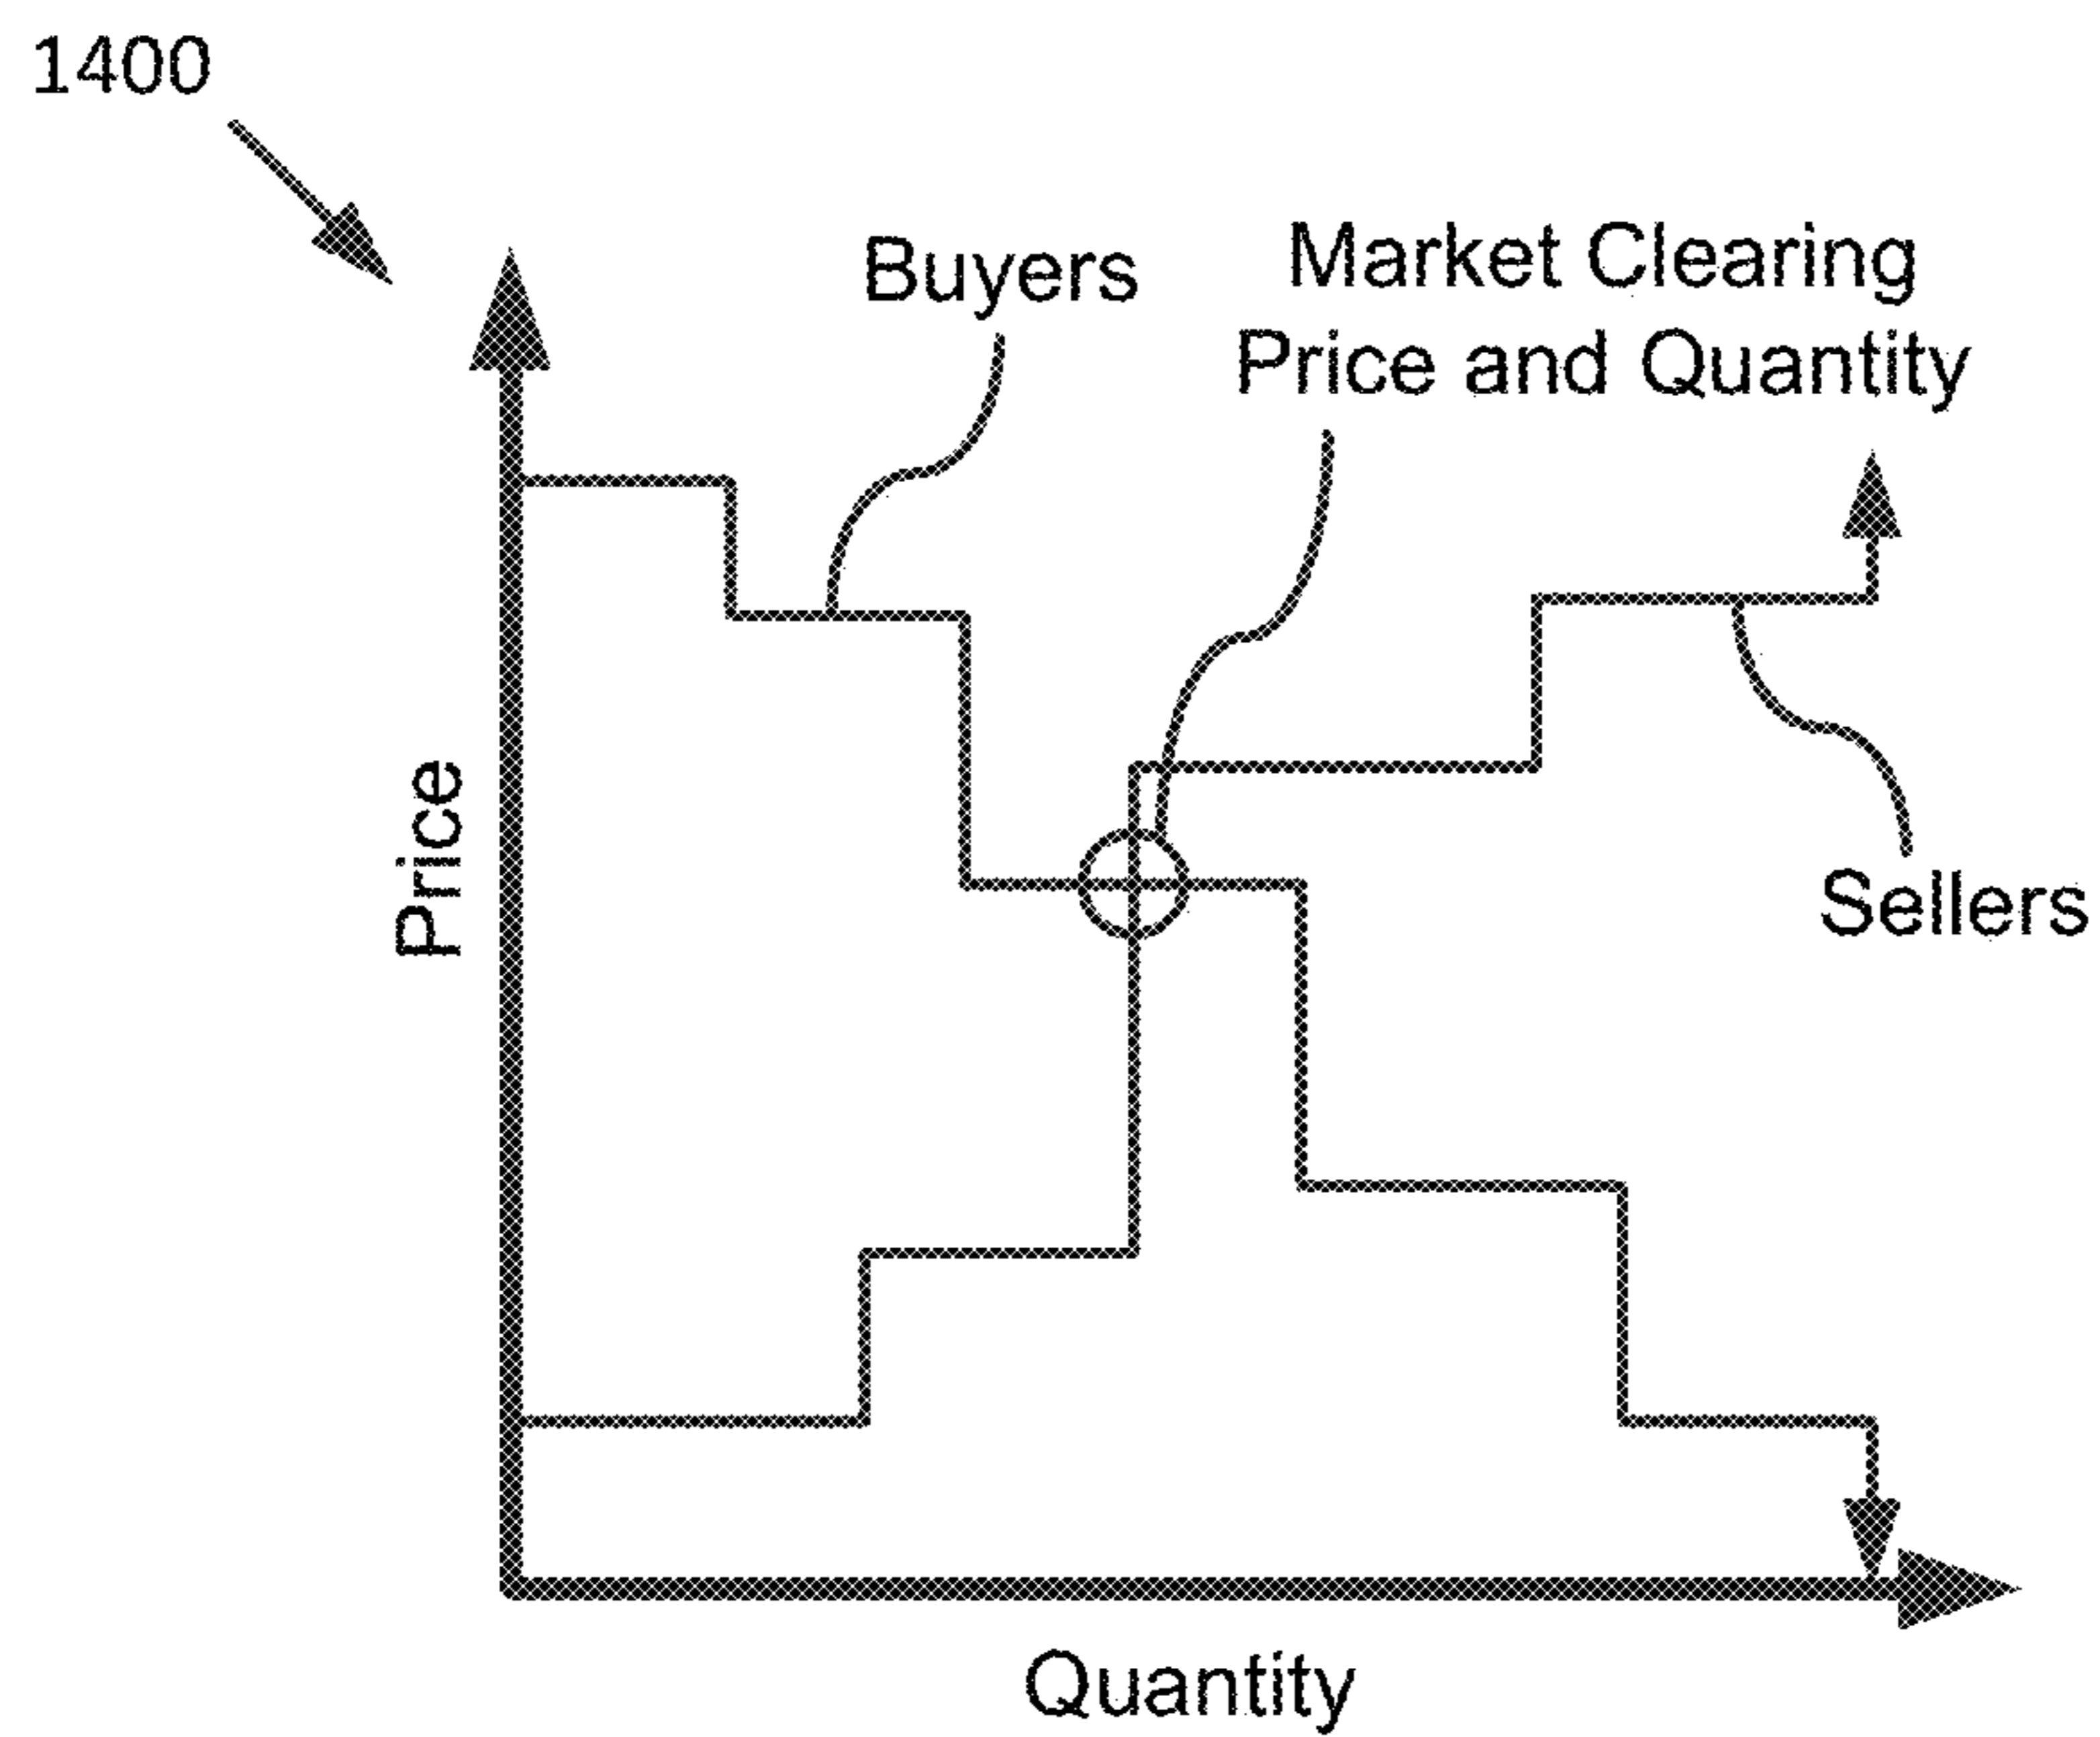 1400
Buyers
Market Clearing
Price and Quantity
Price
Sellers
Quantity